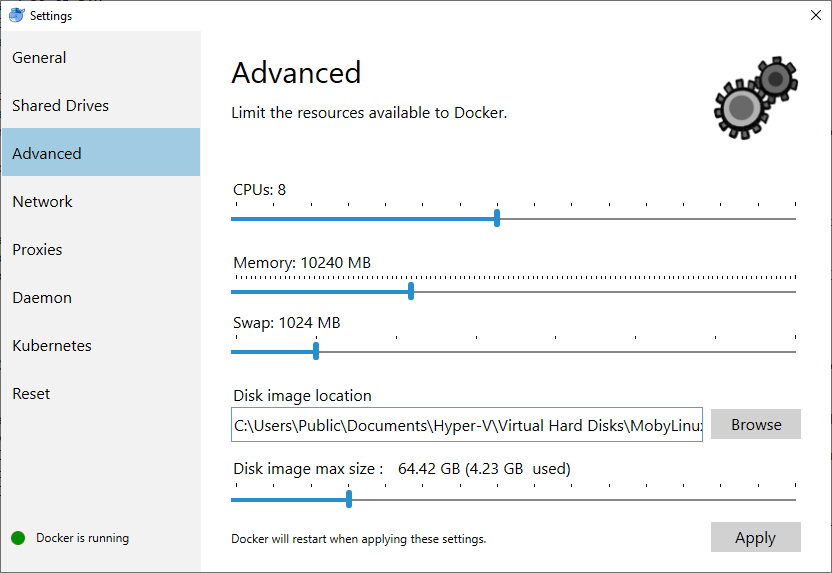 Settings
General
Shared Drives
Advanced
Network
Proxies
Daemon
Kubernetes
Reset
Docker is running
Advanced
Limit the resources available to Docker.
CPUs: 8
Memory: 10240 MB
Swap: 1024 MB
Disk image location
C:\Users\Public\Documents\Hyper-V\Virtual Hard Disks\MobyLinux
Browse
Disk image max size : 64.42 GB (4.23 GB used)
Docker will restart when applying these settings.
Apply